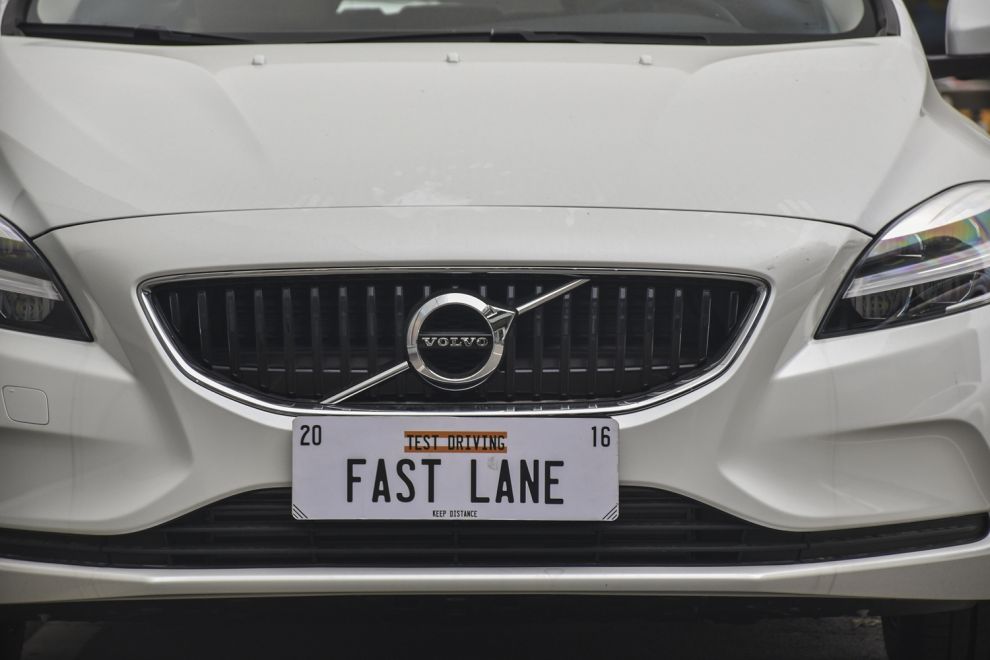 VOLVO
20 16
TEST DRIVING
FAST LANE
KEEP DISTANCE